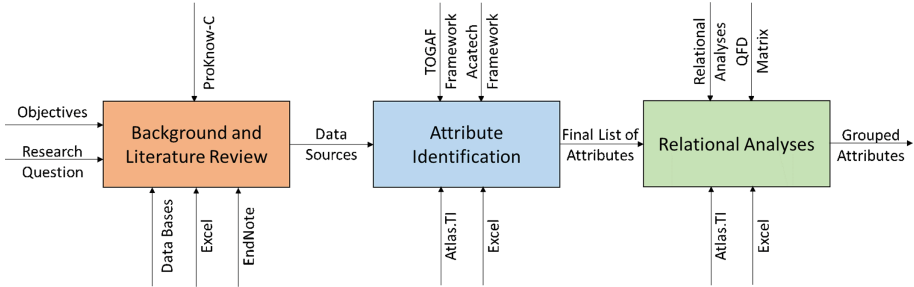 ProKnow-C
TOGAF
Framework
Acatech
Framework
Relational
Analyses
QFD
Matrix
Objectives
Research
Question
Background and
Literature Review
Data
Sources
Attribute
Identification
Final List of
Attributes
Relational Analyses
Grouped
Attributes
Data Bases
Excel
EndNote
Atlas.TI
Excel
Atlas.TI
Excel